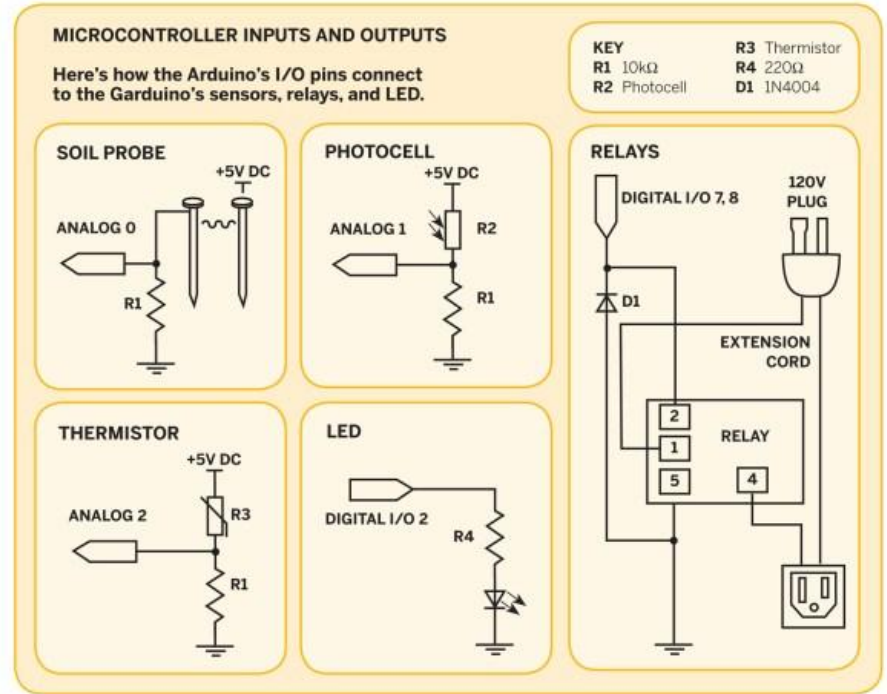 MICROCONTROLLER INPUTS AND OUTPUTS
Here's how the Arduino's I/O pins connect
to the Garduino's sensors, relays, and LED.
KEY
R1 10kΩ
R2 Photocell
R3 Thermistor
R4 220Ω
D1 1N4004
SOIL PROBE
+5V DC
ANALOG 0
R1
PHOTOCELL
+5V DC
ANALOG 1
R2
R1
RELAYS
DIGITAL I/O 7, 8
120V
PLUG
D1
EXTENSION
CORD
2
1
RELAY
5
4
THERMISTOR
+5V DC
R3
ANALOG 2
R1
LED
DIGITAL I/O 2
R4